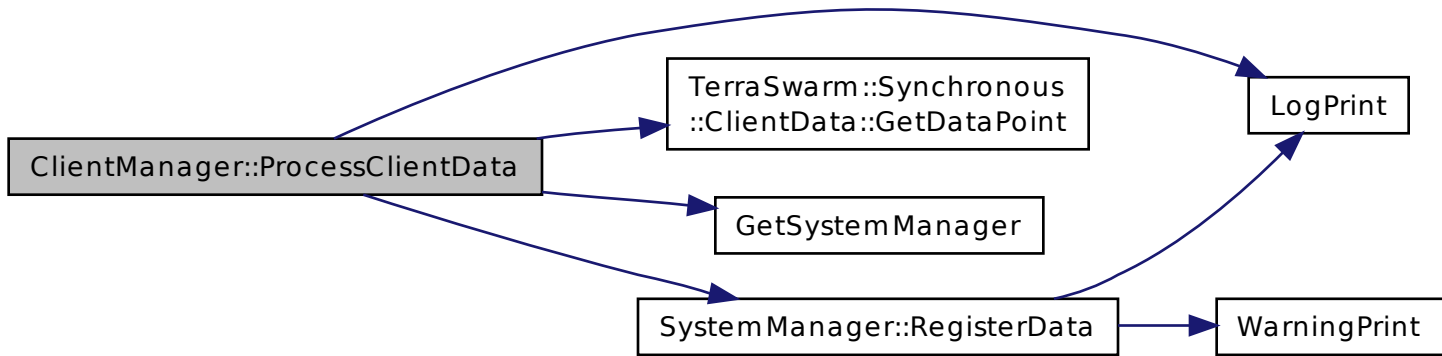 ClientManager::ProcessClientData
TerraSwarm::Synchronous
::ClientData::GetDataPoint
GetSystemManager
SystemManager::RegisterData
LogPrint
WarningPrint